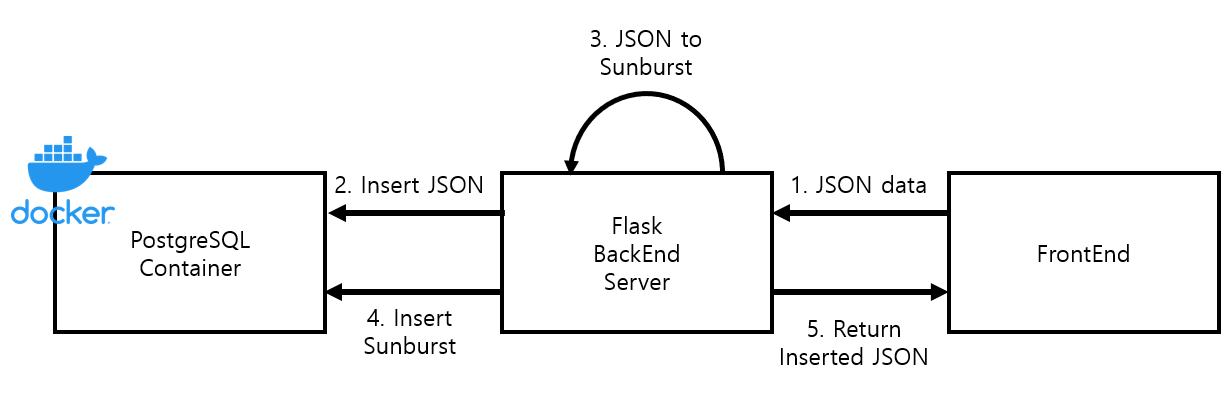 3. JSON to
Sunburst
docker
2. Insert JSON
1. JSON data
PostgreSQL
Container
Flask
BackEnd
Server
FrontEnd
4. Insert
Sunburst
5. Return
Inserted JSON